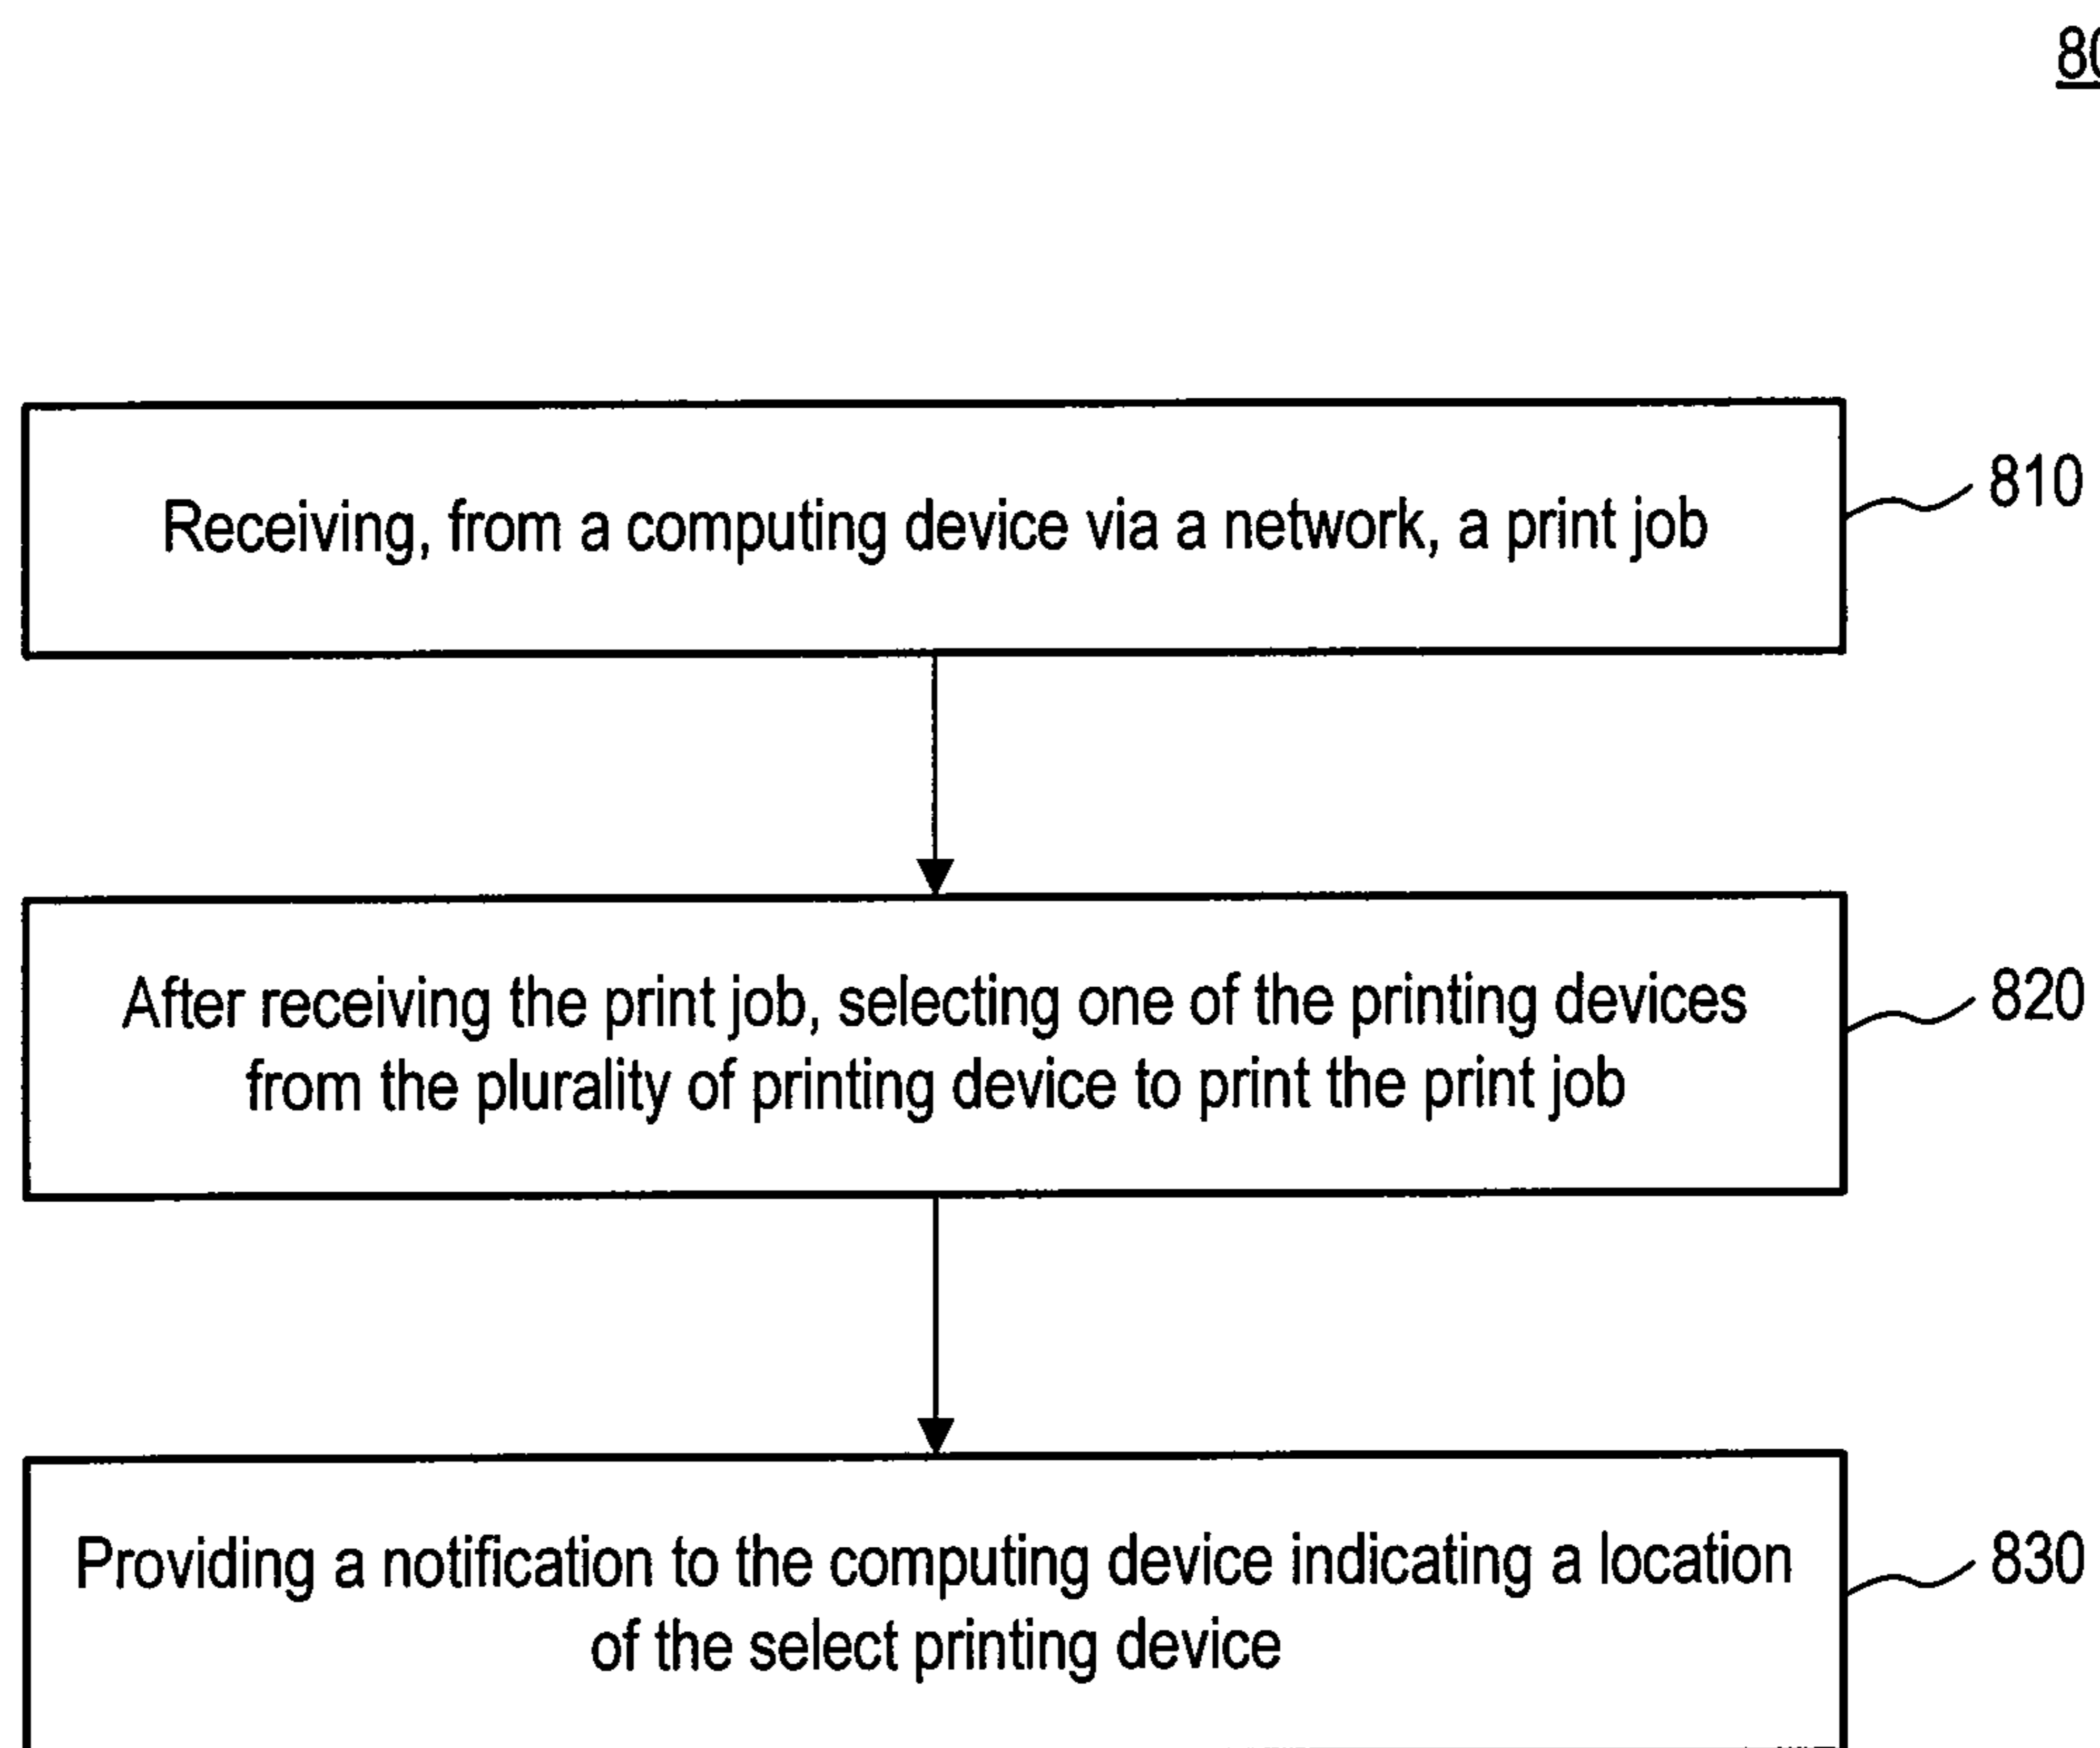 Receiving, from a computing device via a network, a print job
810
After receiving the print job, selecting one of the printing devices
from the plurality of printing device to print the print job
820
Providing a notification to the computing device indicating a location
of the select printing device
830